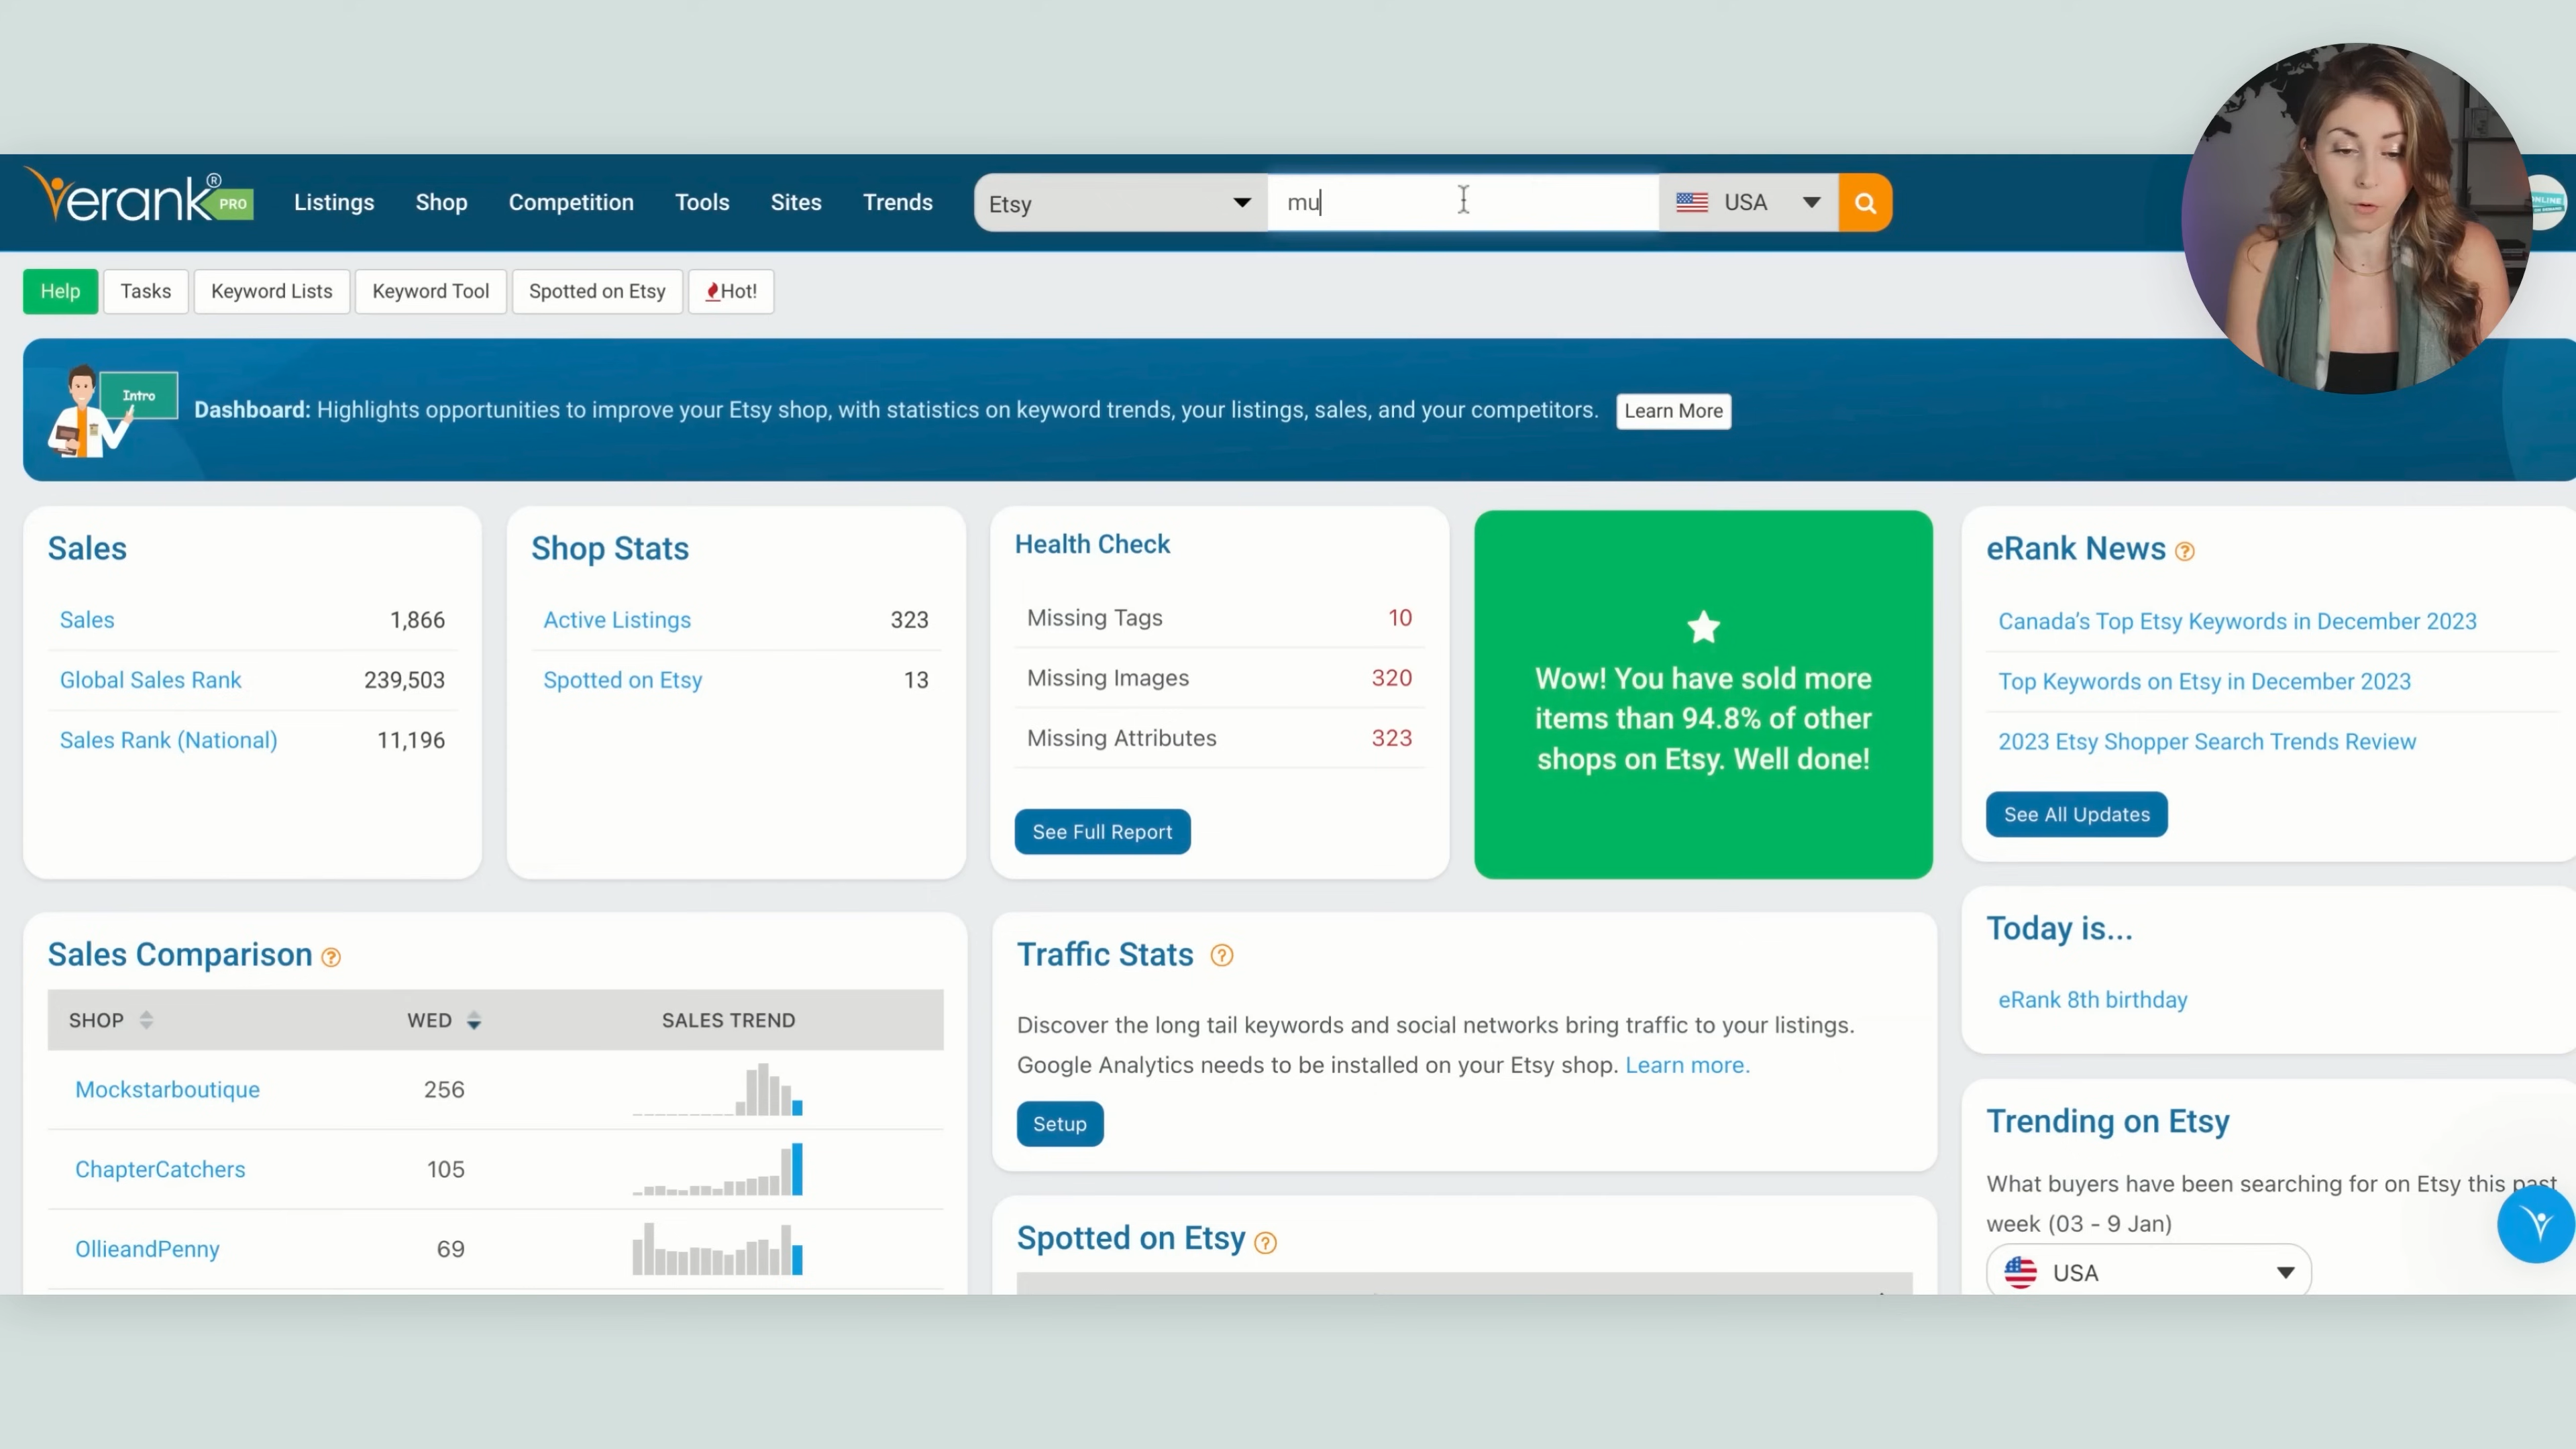 erank® PRO
Listings
Shop
Competition
Tools
Sites
Trends
Etsy
mu
USA
ONLINE
Help
Tasks
Keyword Lists
Keyword Tool
Spotted on Etsy
Hot!
Intro
Dashboard: Highlights opportunities to improve your Etsy shop, with statistics on keyword trends, your listings, sales, and your competitors.
Learn More
Sales
Sales 1,866
Global Sales Rank 239,503
Sales Rank (National) 11,196
Shop Stats
Active Listings 323
Spotted on Etsy 13
Health Check
Missing Tags 10
Missing Images 320
Missing Attributes 323
See Full Report
Wow! You have sold more
items than 94.8% of other
shops on Etsy. Well done!
eRank News ?
Canada's Top Etsy Keywords in December 2023
Top Keywords on Etsy in December 2023
2023 Etsy Shopper Search Trends Review
See All Updates
Sales Comparison ?
SHOP WED SALES TREND
Mockstarboutique 256
ChapterCatchers 105
OllieandPenny 69
Traffic Stats ?
Discover the long tail keywords and social networks bring traffic to your listings.
Google Analytics needs to be installed on your Etsy shop. Learn more.
Setup
Spotted on Etsy ?
Today is...
eRank 8th birthday
Trending on Etsy
What buyers have been searching for on Etsy this past
week (03 - 9 Jan)
USA